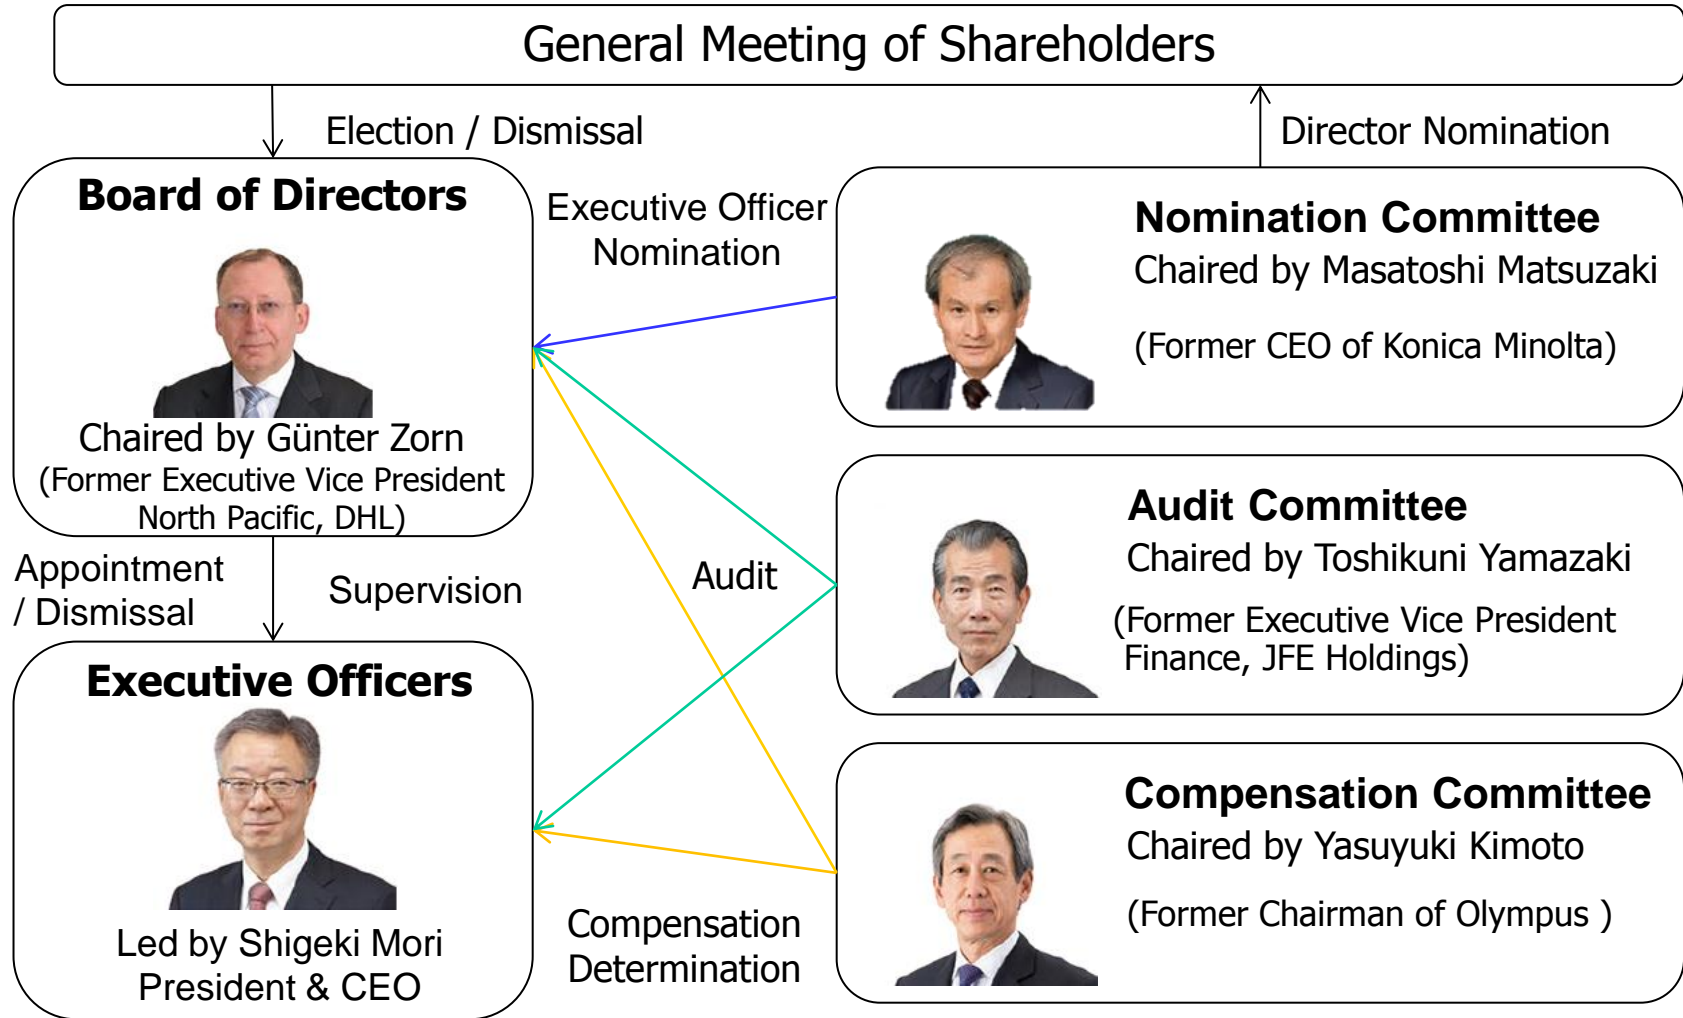 General Meeting of Shareholders
Election / Dismissal
Director Nomination
Board of Directors
Chaired by Günter Zorn
(Former Executive Vice President
North Pacific, DHL)
Executive Officer
Nomination
Nomination Committee
Chaired by Masatoshi Matsuzaki
(Former CEO of Konica Minolta)
Audit Committee
Chaired by Toshikuni Yamazaki
(Former Executive Vice President
Finance, JFE Holdings)
Audit
Appointment
/ Dismissal
Supervision
Executive Officers
Led by Shigeki Mori
President & CEO
Compensation
Determination
Compensation Committee
Chaired by Yasuyuki Kimoto
(Former Chairman of Olympus )